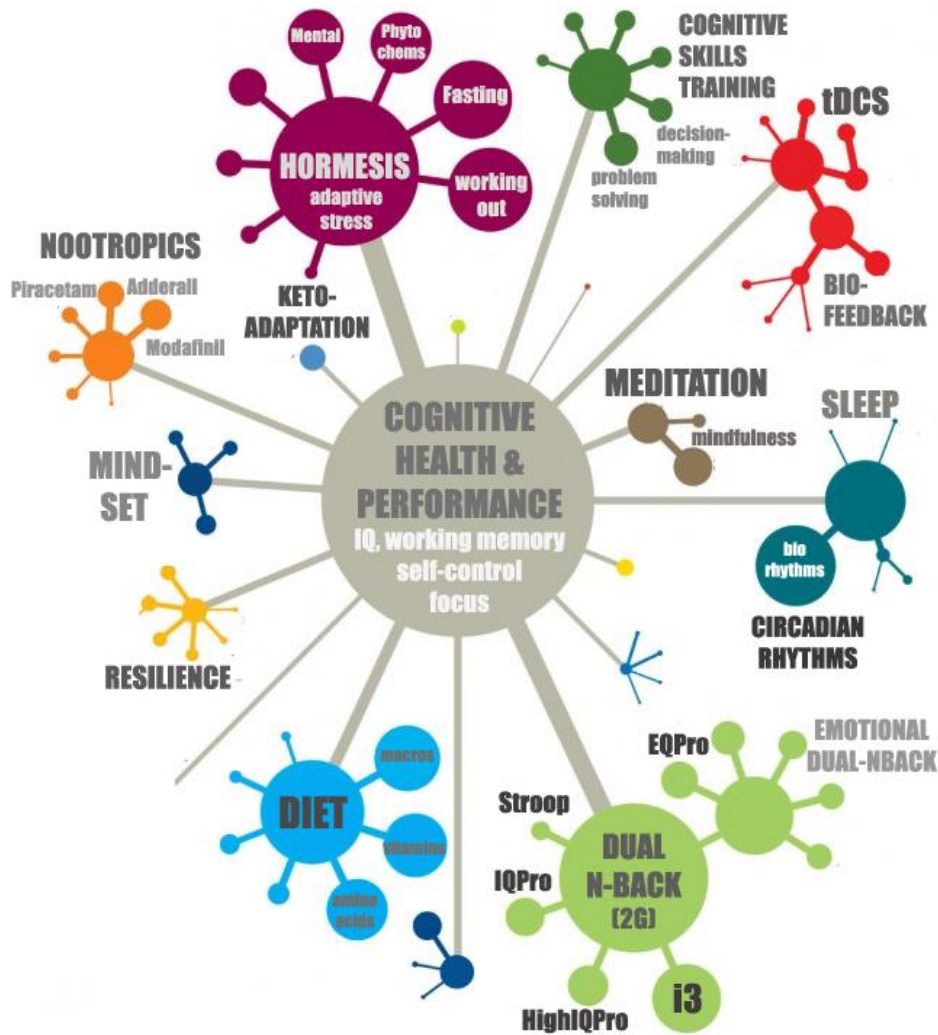 Mental
Phyto
chems
Fasting
HORMESIS
adaptive
stress
working
out
COGNITIVE
SKILLS
TRAINING
decision-
making
problem
solving
tDCS
BIO-
FEEDBACK
NOOTROPICS
Piracetam
Adderall
Modafinil
KETO-
ADAPTATION
MEDITATION
mindfulness
SLEEP
bio
rhythms
CIRCADIAN
RHYTHMS
MIND-
SET
COGNITIVE
HEALTH &
PERFORMANCE
IQ, working memory
self-control
focus
RESILIENCE
DIET
macros
vitamins
amino
acids
EQPro
EMOTIONAL
DUAL-NBACK
Stroop
IQPro
DUAL
N-BACK
(2G)
HighIQPro
i3